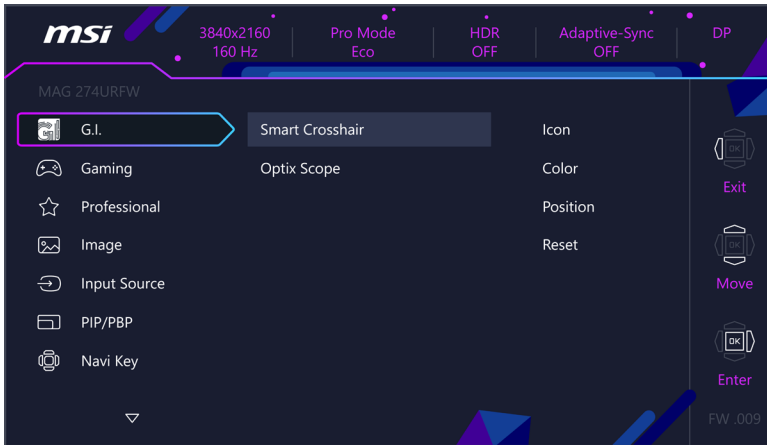 msi
3840x2160
160 Hz
Pro Mode
Eco
HDR
OFF
Adaptive-Sync
OFF
DP
MAG 274URFW
G.I.
Smart Crosshair
Icon
Gaming
Optix Scope
Color
Professional
Position
Image
Reset
Input Source
PIP/PBP
Navi Key
OK
Exit
OK
Move
OK
Enter
FW .009